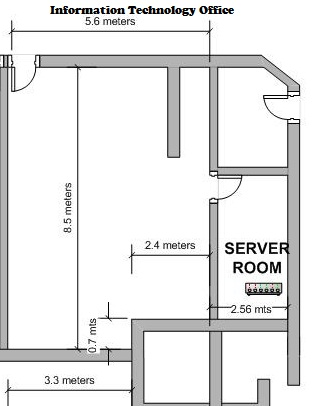 Information Technology Office
5.6 meters
8.5 meters
2.4 meters
SERVER
ROOM
2.56 mts
0.7 mts
3.3 meters